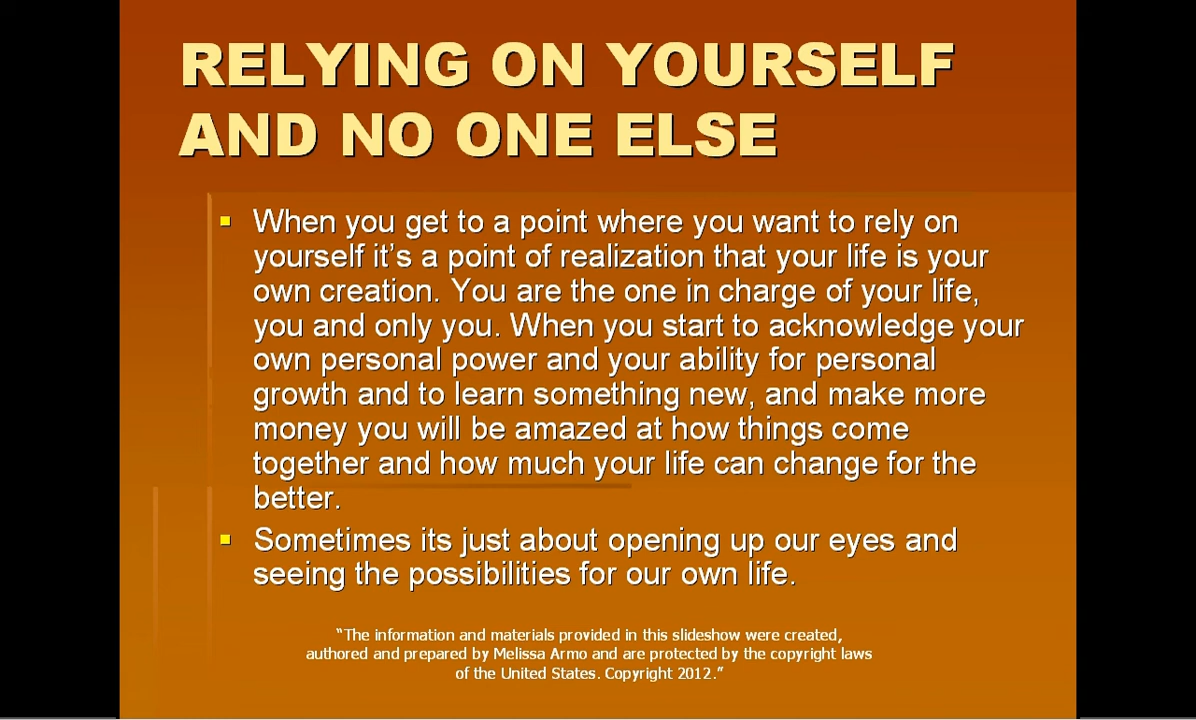 RELYING ON YOURSELF
AND NO ONE ELSE
▪ When you get to a point where you want to rely on
yourself it’s a point of realization that your life is your
own creation. You are the one in charge of your life,
you and only you. When you start to acknowledge your
own personal power and your ability for personal
growth and to learn something new, and make more
money you will be amazed at how things come
together and how much your life can change for the
better.
▪ Sometimes its just about opening up our eyes and
seeing the possibilities for our own life.
“The information and materials provided in this slideshow were created,
authored and prepared by Melissa Armo and are protected by the copyright laws
of the United States. Copyright 2012.”